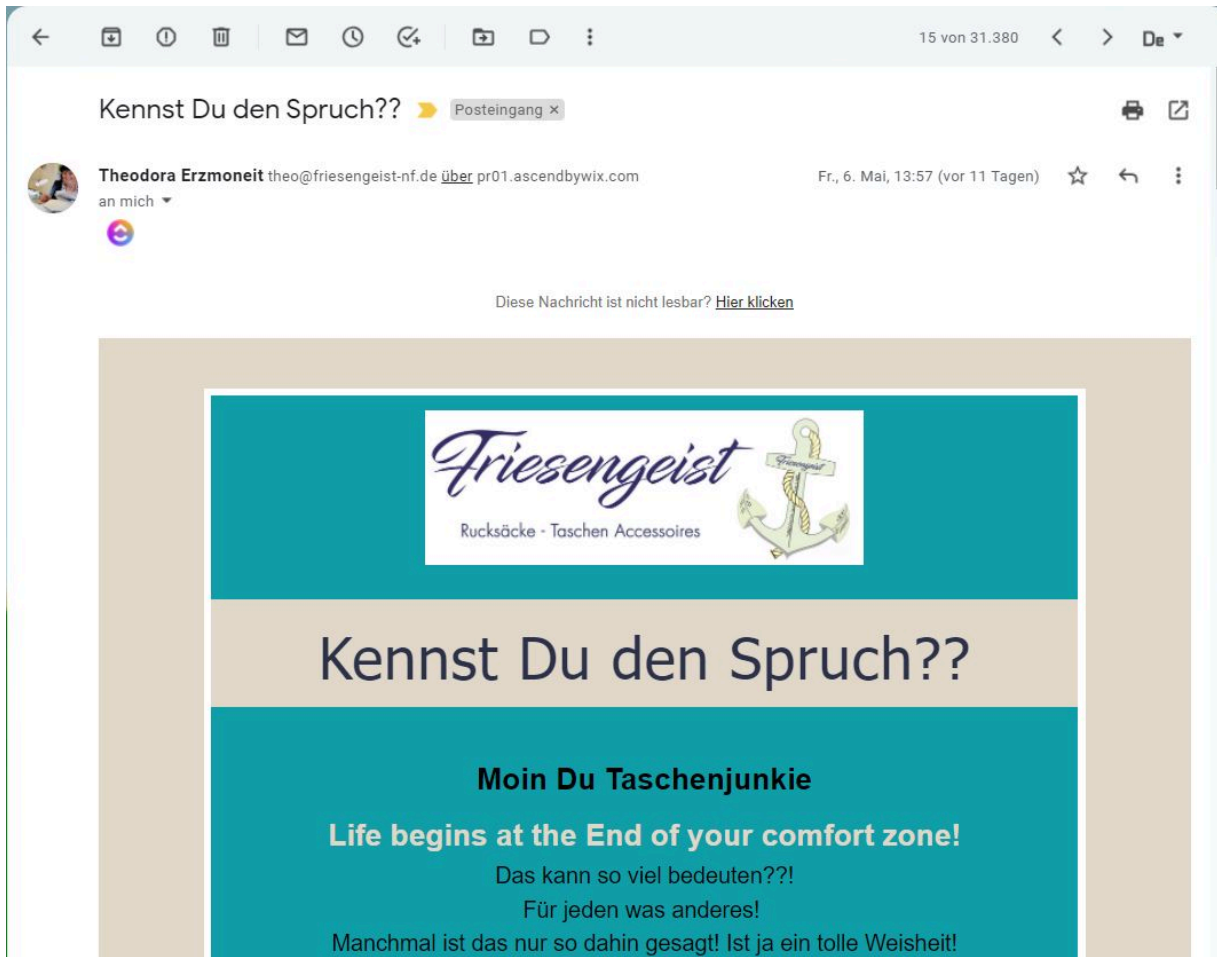 15 von 31.380
De
Kennst Du den Spruch??
Posteingang ×
Theodora Erzmoneit theo@friesengeist-nf.de über pr01.ascendbywix.com
Fr., 6. Mai, 13:57 (vor 11 Tagen)
an mich
Diese Nachricht ist nicht lesbar? Hier klicken
Friesengeist
Friesengeist
Rucksäcke - Taschen Accessoires
Kennst Du den Spruch??
Moin Du Taschenjunkie
Life begins at the End of your comfort zone!
Das kann so viel bedeuten??!
Für jeden was anderes!
Manchmal ist das nur so dahin gesagt! Ist ja ein tolle Weisheit!